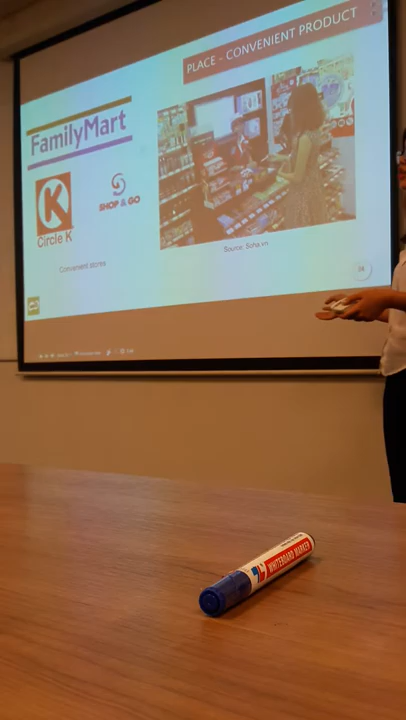 PLACE - CONVENIENT PRODUCT
FamilyMart
K
Circle K
SHOP & GO
Convenient stores
Source: Soha.vn
WHITEBOARD MARKER